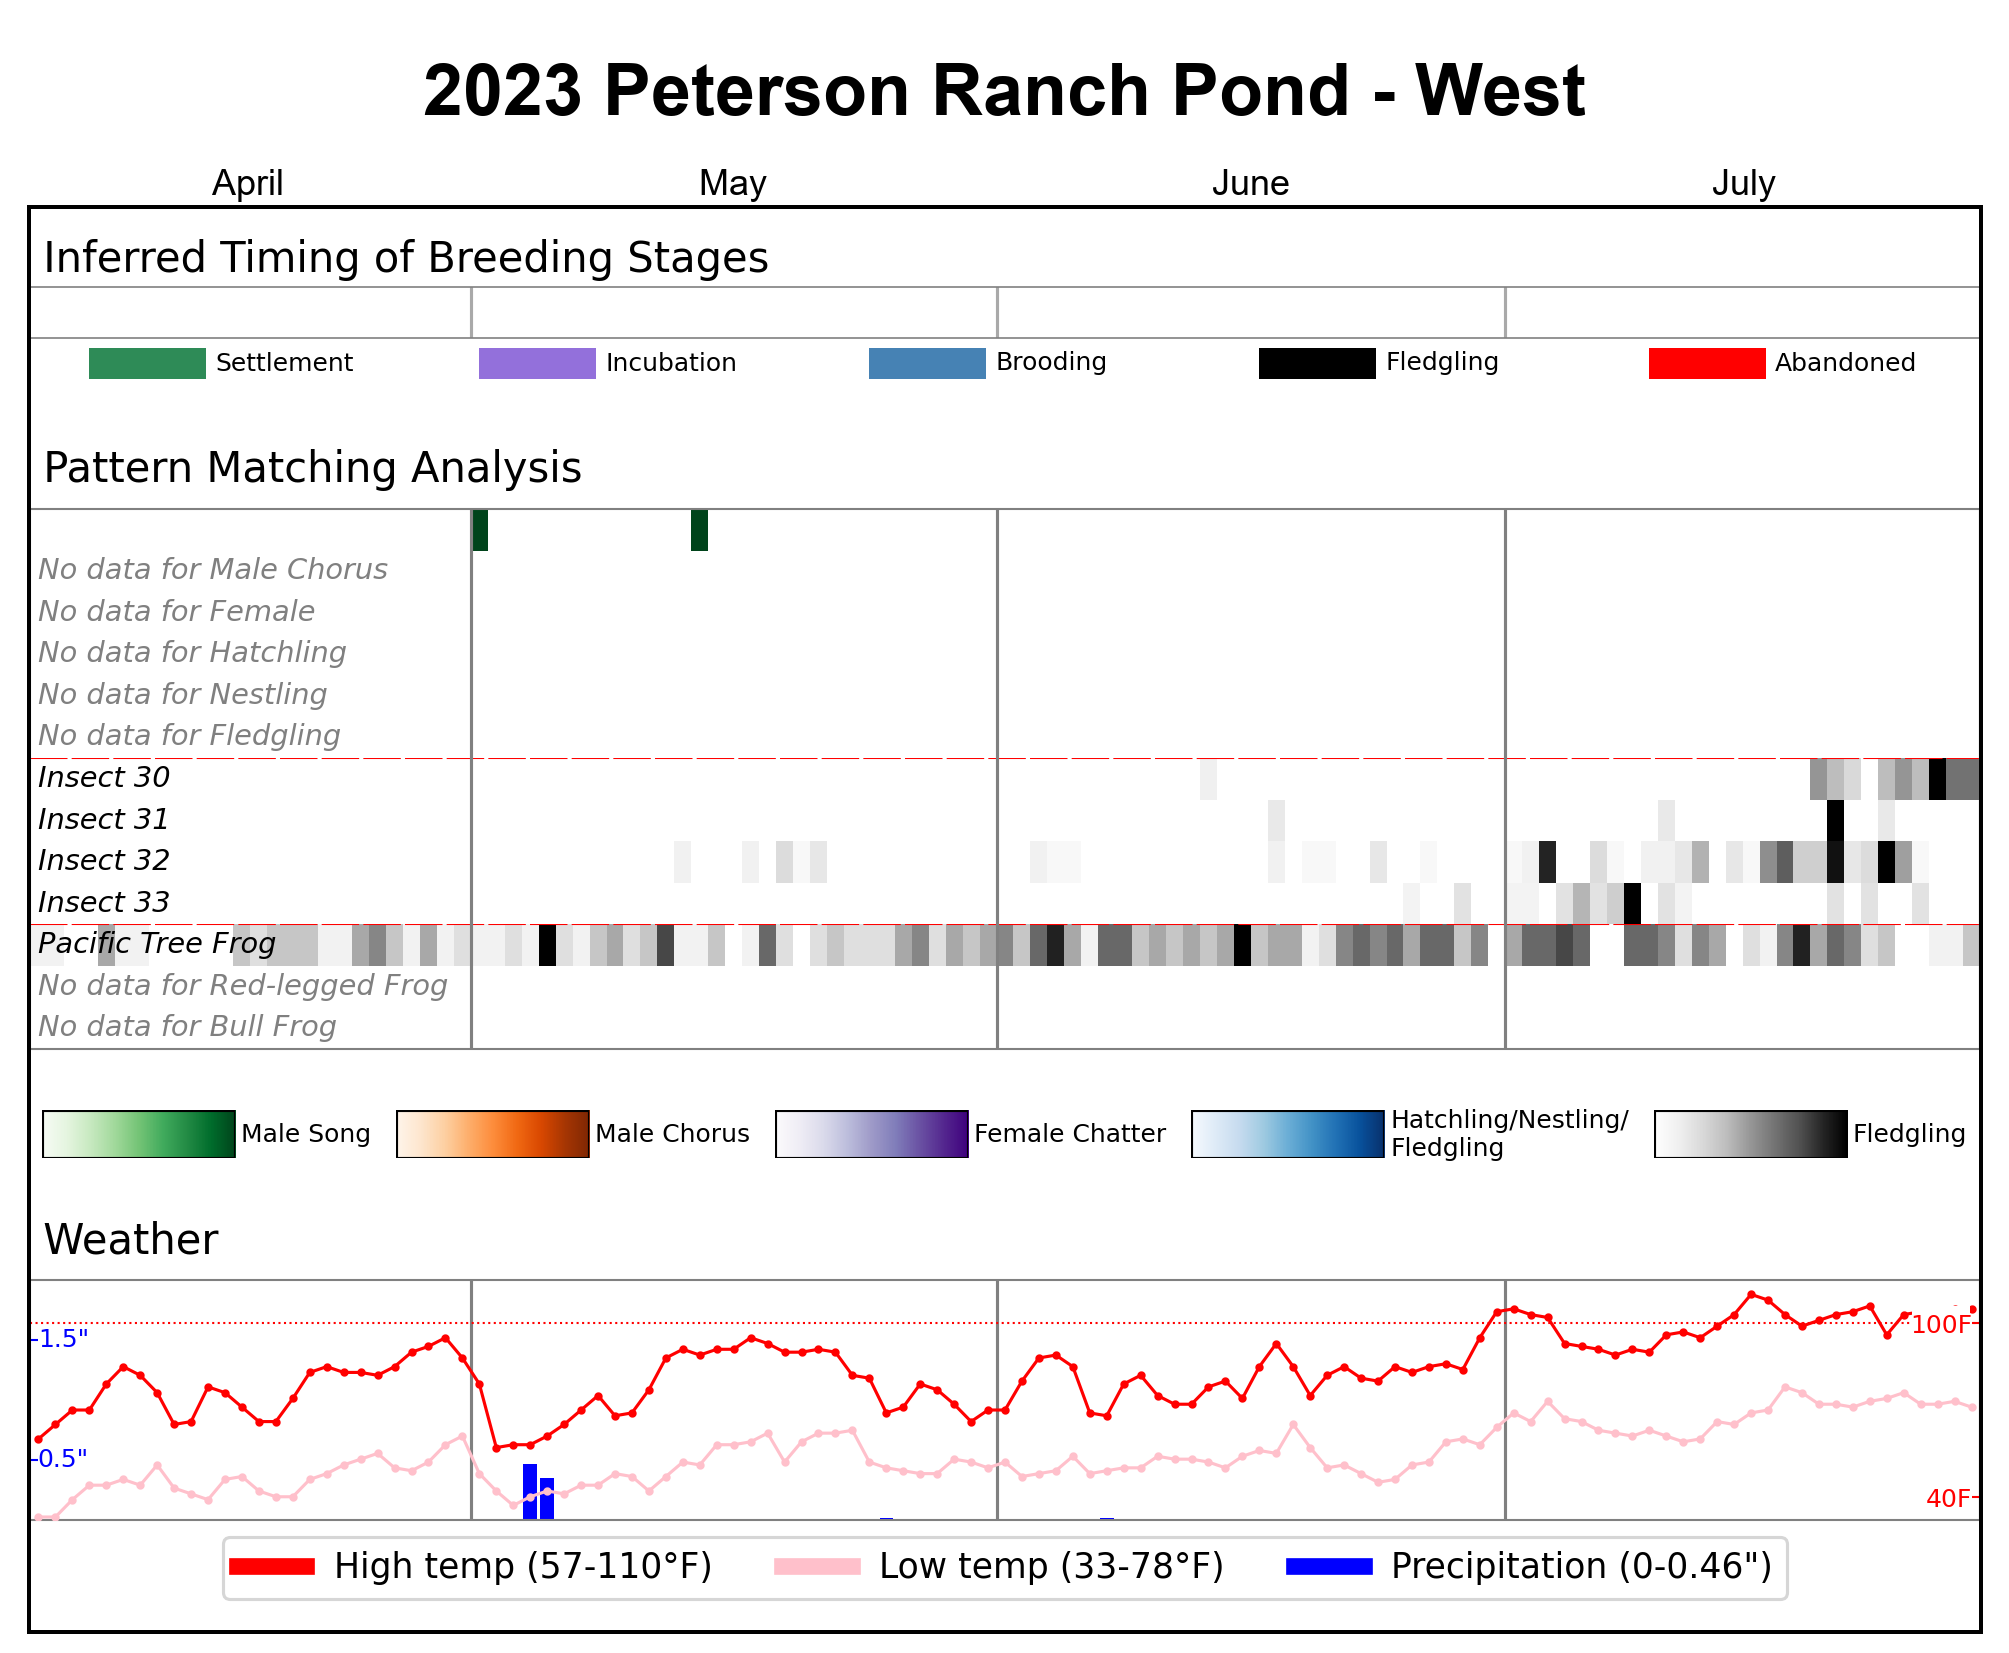 2023 Peterson Ranch Pond - West
April May June July
Inferred Timing of Breeding Stages
Settlement Incubation Brooding Fledgling Abandoned
Pattern Matching Analysis
No data for Male Chorus
No data for Female
No data for Hatchling
No data for Nestling
No data for Fledgling
Insect 30
Insect 31
Insect 32
Insect 33
Pacific Tree Frog
No data for Red-legged Frog
No data for Bull Frog
Male Song Male Chorus Female Chatter Hatchling/Nestling/
Fledgling Fledgling
Weather
1.5" 100F
0.5" 40F
High temp (57-110°F) Low temp (33-78°F) Precipitation (0-0.46")